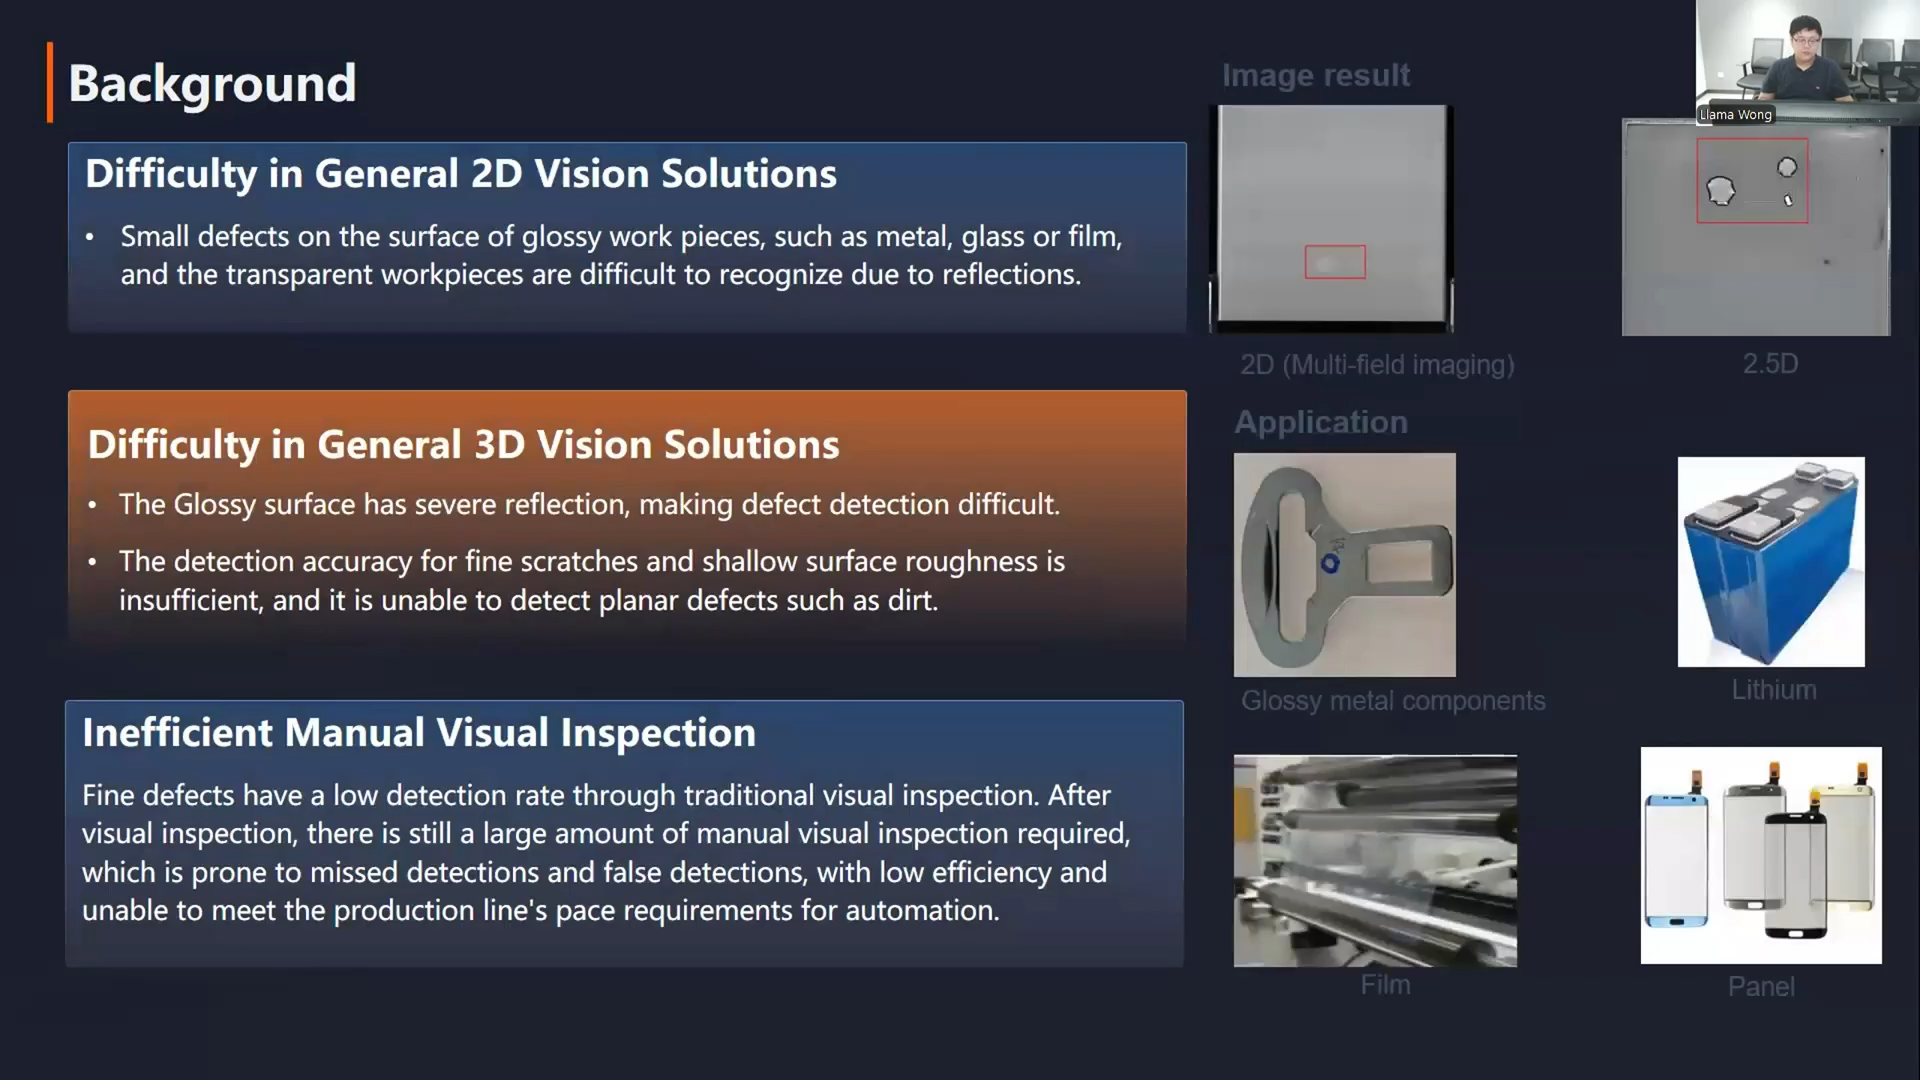 Background
Difficulty in General 2D Vision Solutions
• Small defects on the surface of glossy work pieces, such as metal, glass or film,
and the transparent workpieces are difficult to recognize due to reflections.
Difficulty in General 3D Vision Solutions
• The Glossy surface has severe reflection, making defect detection difficult.
• The detection accuracy for fine scratches and shallow surface roughness is
insufficient, and it is unable to detect planar defects such as dirt.
Inefficient Manual Visual Inspection
Fine defects have a low detection rate through traditional visual inspection. After
visual inspection, there is still a large amount of manual visual inspection required,
which is prone to missed detections and false detections, with low efficiency and
unable to meet the production line's pace requirements for automation.
Image result
Llama Wong
2D (Multi-field imaging)
2.5D
Application
Glossy metal components
Lithium
Film
Panel